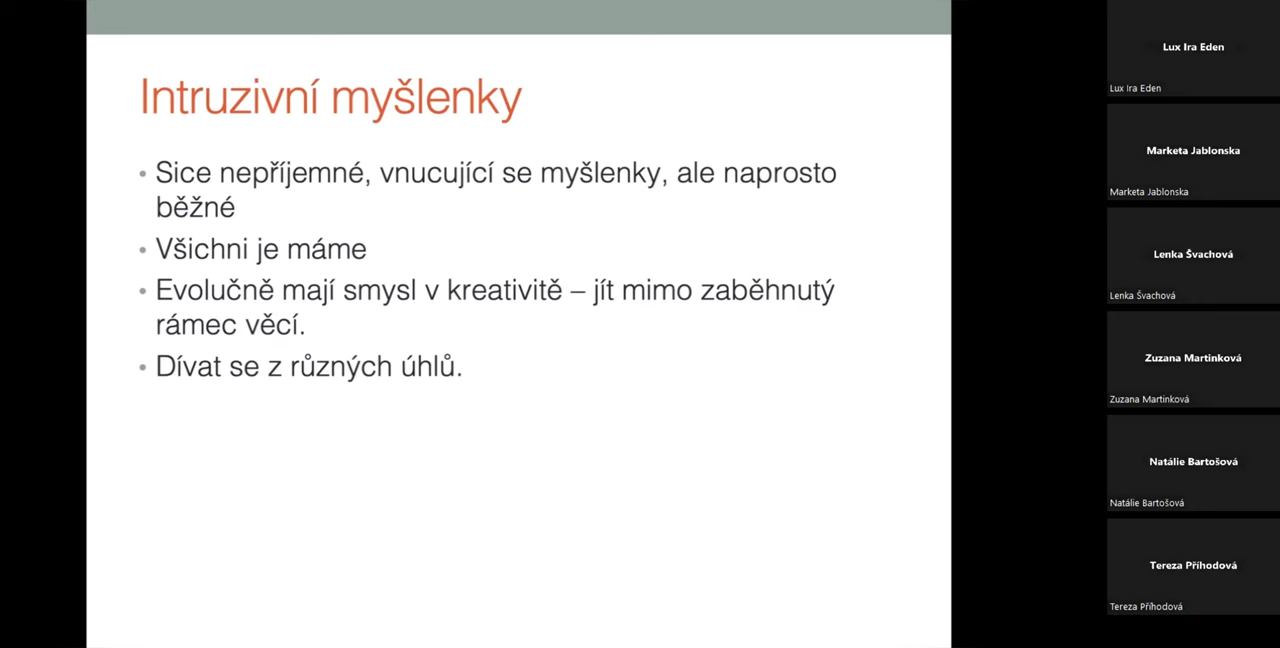 Intruzivní myšlenky
• Sice nepříjemné, vnucující se myšlenky, ale naprosto
běžné
• Všichni je máme
• Evolučně mají smysl v kreativitě – jít mimo zaběhnutý
rámec věcí.
• Dívat se z různých úhlů.
Lux Ira Eden
Lux Ira Eden
Marketa Jablonska
Marketa Jablonska
Lenka Švachová
Lenka Švachová
Zuzana Martinková
Zuzana Martinková
Natálie Bartošová
Natálie Bartošová
Tereza Příhodová
Tereza Příhodová